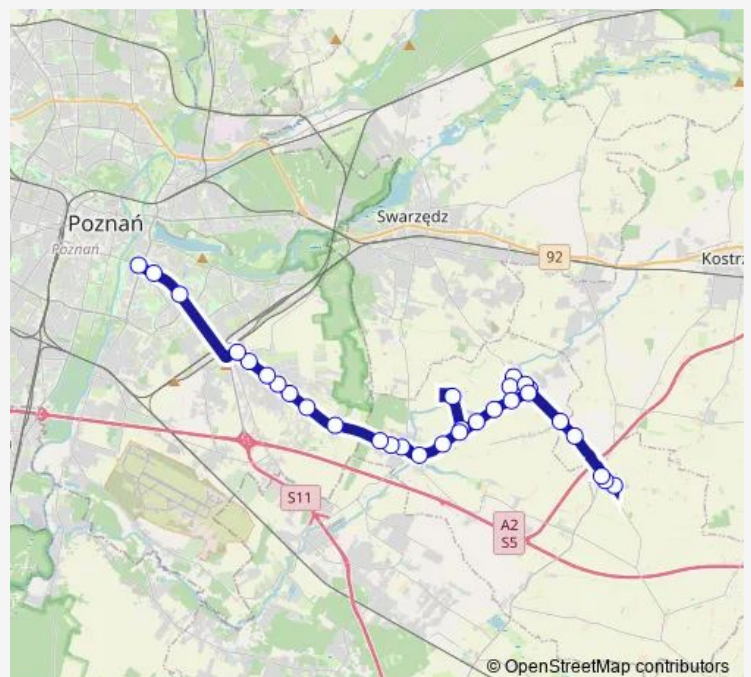 Poznań
Poznań
Swarzędz
92
Kostrz
S11
A2
S5
© OpenStreetMap contributors